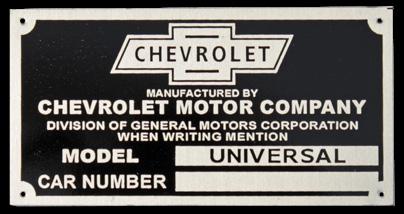 CHEVROLET
MANUFACTURED BY
CHEVROLET MOTOR COMPANY
DIVISION OF GENERAL MOTORS CORPORATION
WHEN WRITING MENTION
MODEL UNIVERSAL
CAR NUMBER